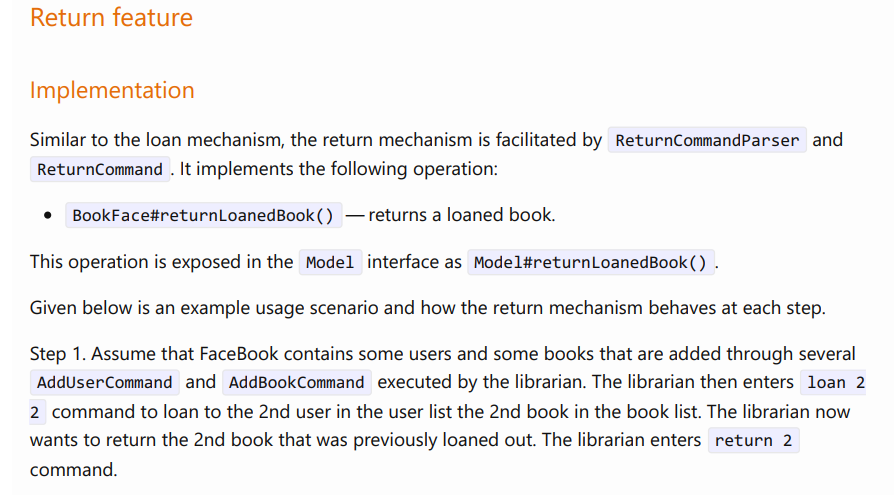 Return feature
Implementation
Similar to the loan mechanism, the return mechanism is facilitated by ReturnCommandParser and
ReturnCommand. It implements the following operation:
• BookFace#returnLoanedBook() — returns a loaned book.
This operation is exposed in the Model interface as Model#returnLoanedBook().
Given below is an example usage scenario and how the return mechanism behaves at each step.
Step 1. Assume that FaceBook contains some users and some books that are added through several
AddUserCommand and AddBookCommand executed by the librarian. The librarian then enters loan 2
2 command to loan to the 2nd user in the user list the 2nd book in the book list. The librarian now
wants to return the 2nd book that was previously loaned out. The librarian enters return 2
command.